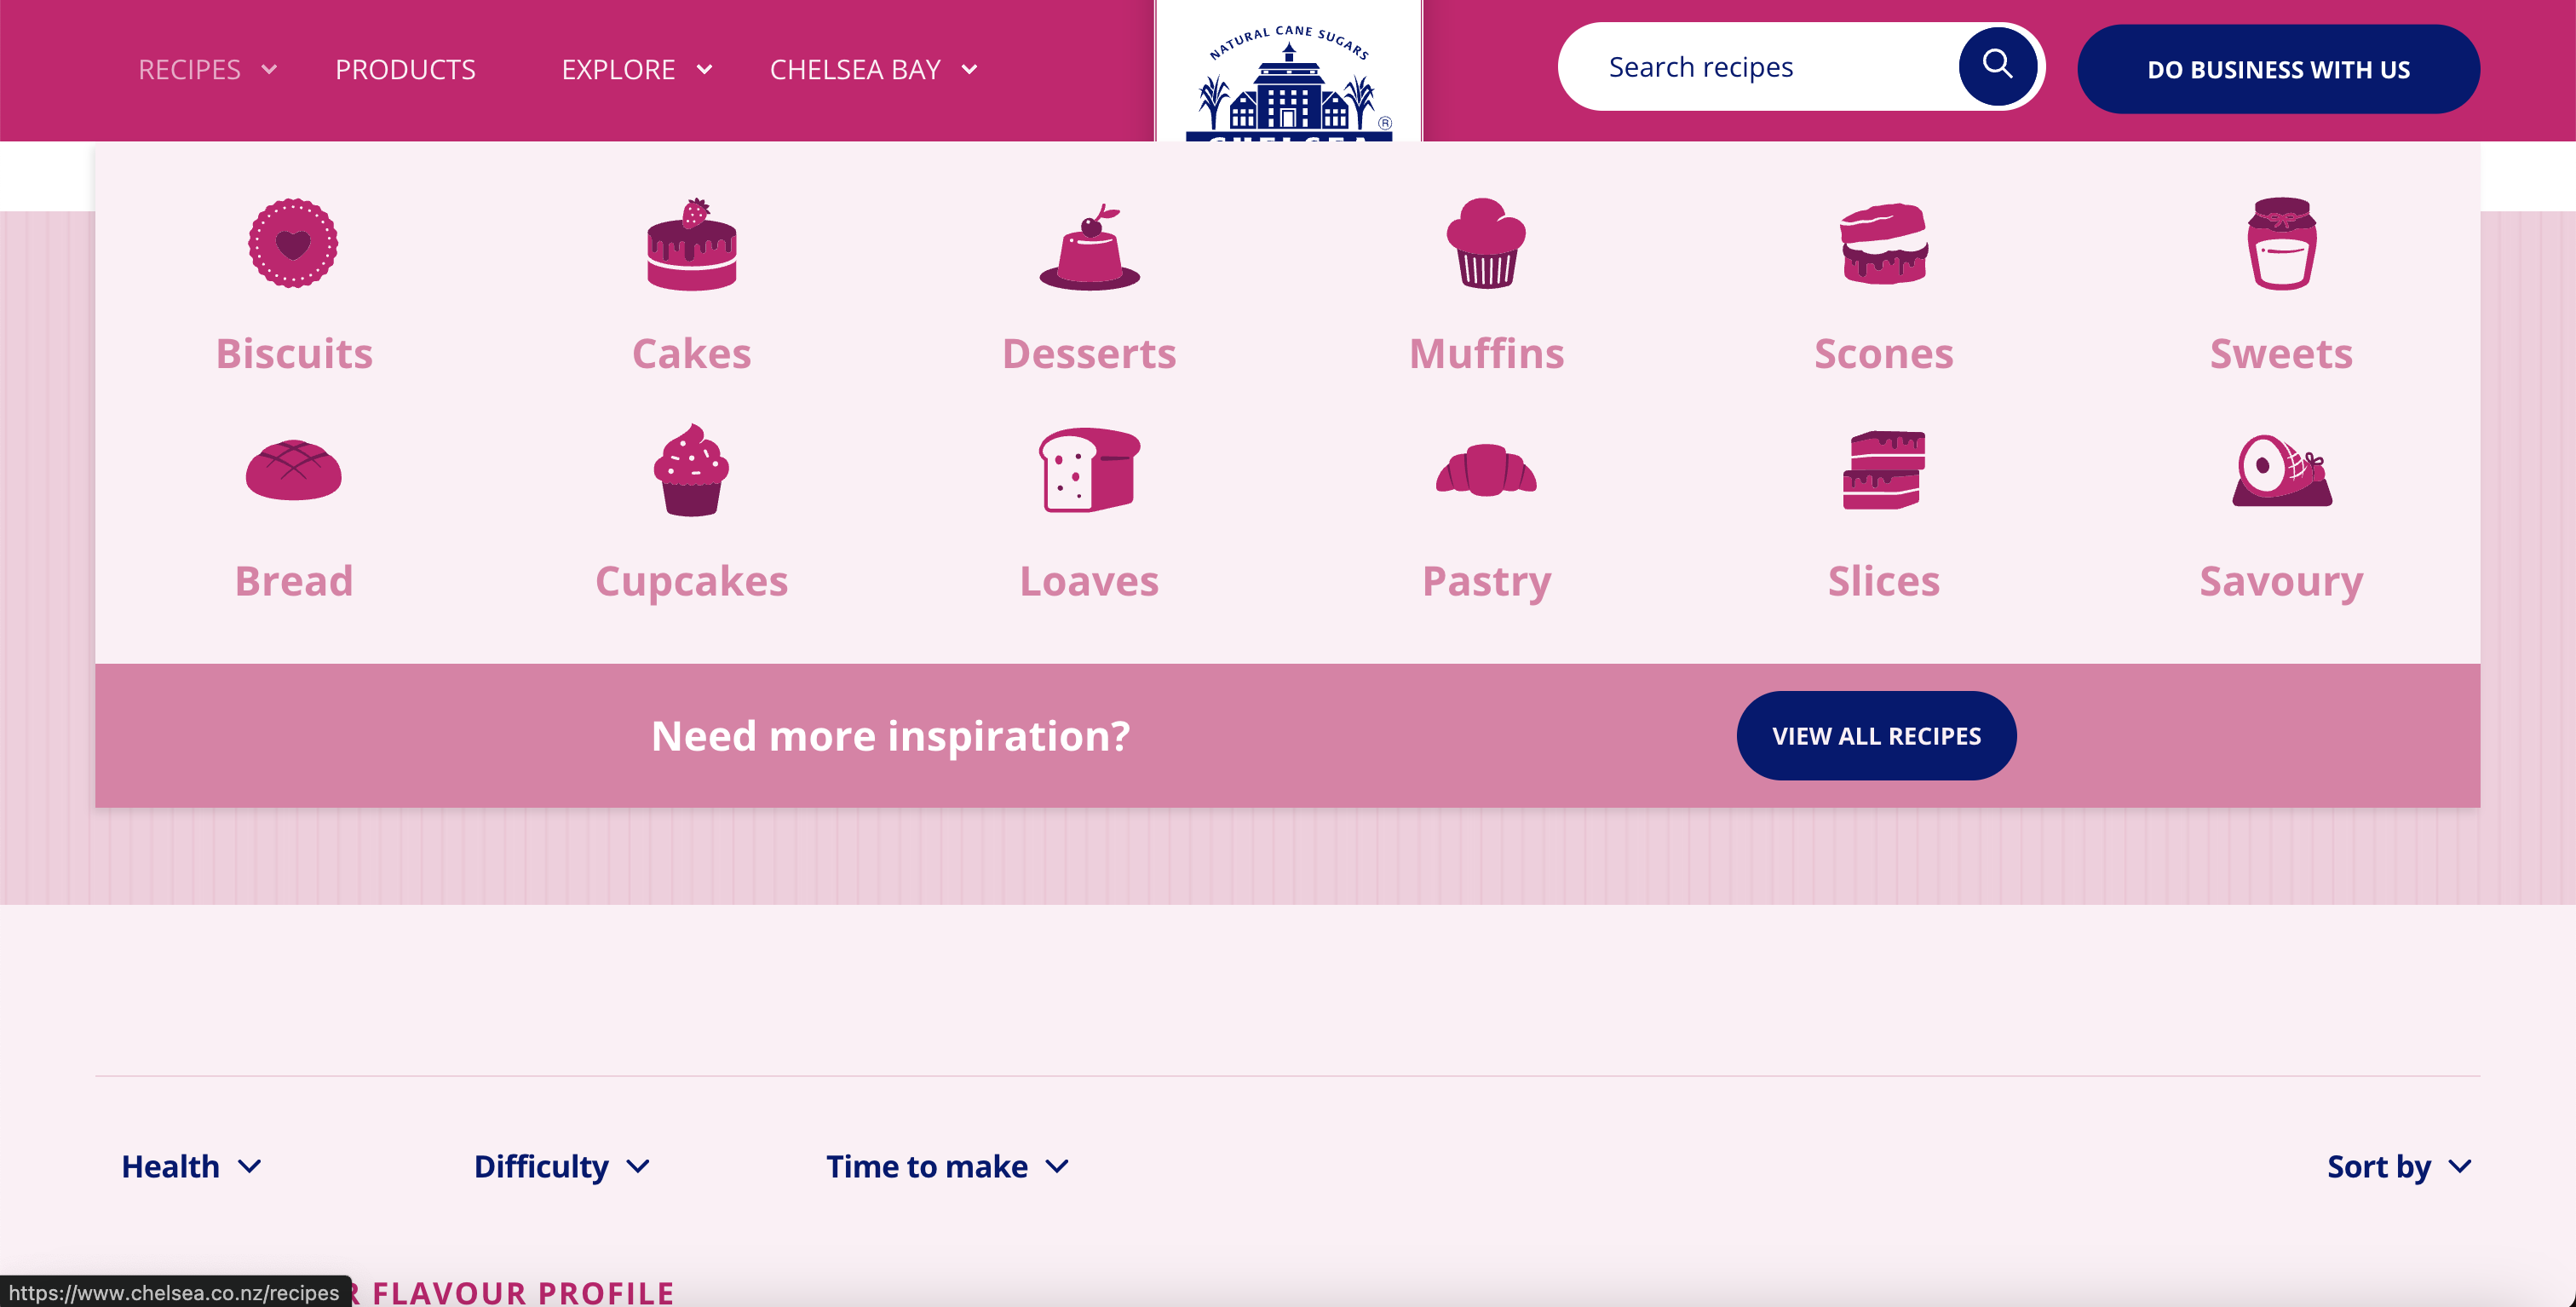 RECIPES PRODUCTS EXPLORE CHELSEA BAY
NATURAL CANE SUGARS
®
CHELSEA
Search recipes
DO BUSINESS WITH US
Biscuits Cakes Desserts Muffins Scones Sweets
Bread Cupcakes Loaves Pastry Slices Savoury
Need more inspiration? VIEW ALL RECIPES
Health Difficulty Time to make Sort by
R FLAVOUR PROFILE
https://www.chelsea.co.nz/recipes